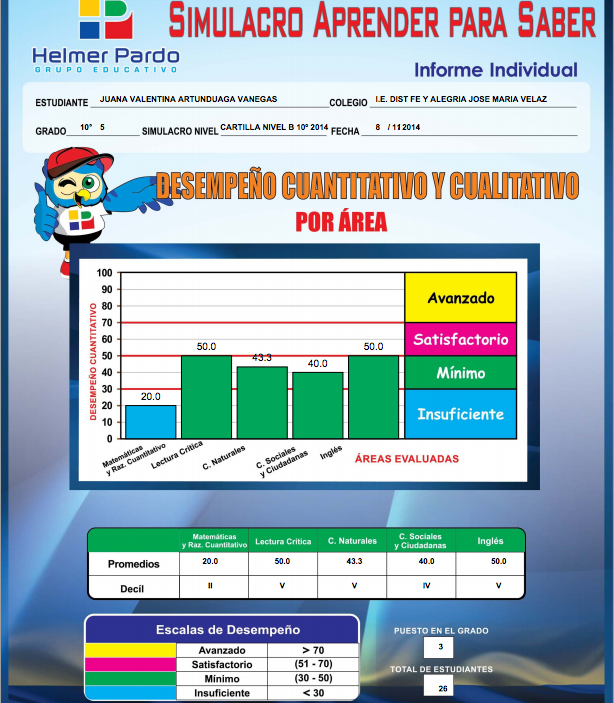 SIMULACRO APRENDER PARA SABER
Helmer Pardo
GRUPO EDUCATIVO
Informe Individual
ESTUDIANTE JUANA VALENTINA ARTUNDUAGA VANEGAS COLEGIO I.E. DIST FE Y ALEGRIA JOSE MARIA VELAZ
GRADO 10° 5 SIMULACRO NIVEL CARTILLA NIVEL B 10º 2014 FECHA 8 / 11 2014
DESEMPEÑO CUANTITATIVO Y CUALITATIVO
POR ÁREA
DESEMPEÑO CUANTITATIVO
100
90
80
70
60
50
40
30
20
10
0
20.0
50.0
43.3
40.0
50.0
Avanzado
Satisfactorio
Mínimo
Insuficiente
Matemáticas
y Raz. Cuantitativo
Lectura Crítica
C. Naturales
C. Sociales
y Ciudadanas
Inglés
ÁREAS EVALUADAS
Matemáticas
y Raz. Cuantitativo
Lectura Crítica
C. Naturales
C. Sociales
y Ciudadanas
Inglés
Promedios 20.0 50.0 43.3 40.0 50.0
Decíl II V V IV V
Escalas de Desempeño
Avanzado > 70
Satisfactorio (51 - 70)
Mínimo (30 - 50)
Insuficiente < 30
PUESTO EN EL GRADO
3
TOTAL DE ESTUDIANTES
26